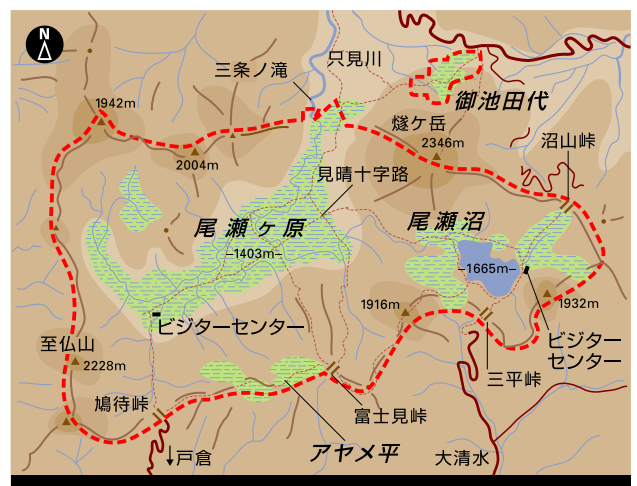 N
只見川
三条ノ滝
1942m
御池田代
燧ケ岳
2346m
沼山峠
2004m
見晴十字路
尾瀬ヶ原
尾瀬沼
–1403m–
–1665m–
1916m
1932m
ビジターセンター
ビジター
センター
至仏山
2228m
三平峠
鳩待峠
富士見峠
アヤメ平
↓戸倉
大清水